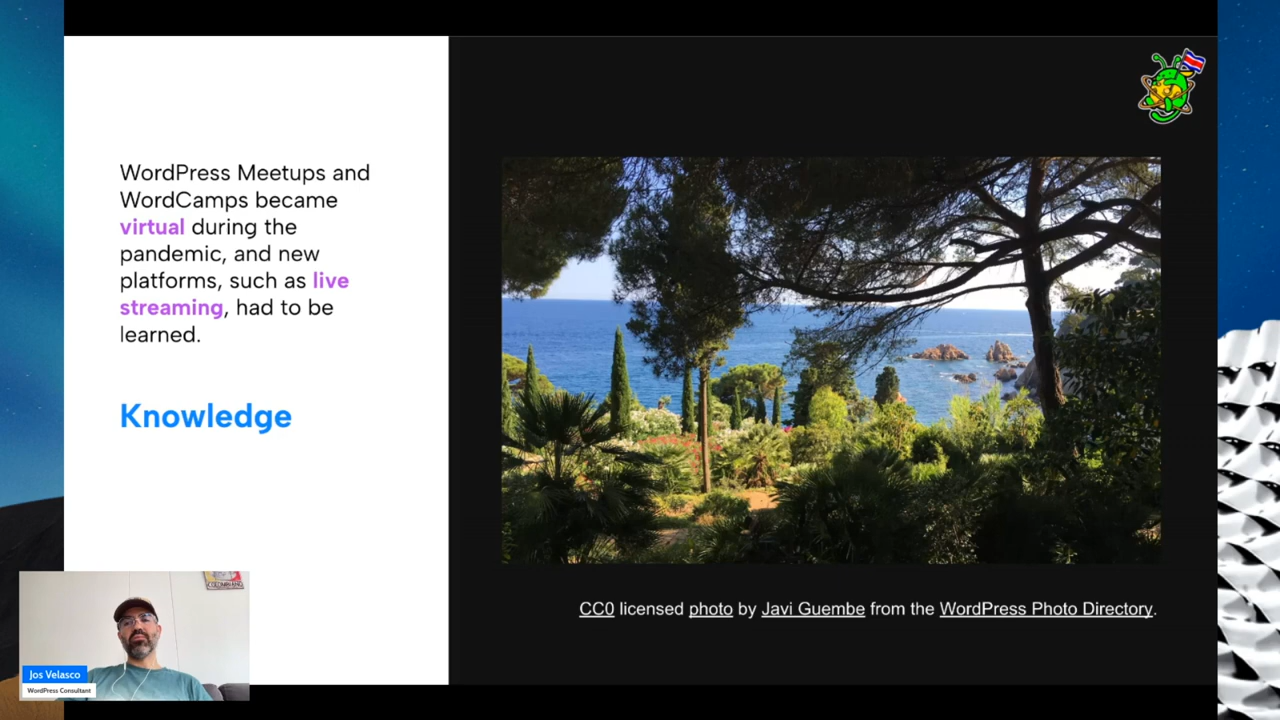 WordPress Meetups and
WordCamps became
virtual during the
pandemic, and new
platforms, such as live
streaming, had to be
learned.
Knowledge
CC0 licensed photo by Javi Guembe from the WordPress Photo Directory.
Jos Velasco
WordPress Consultant